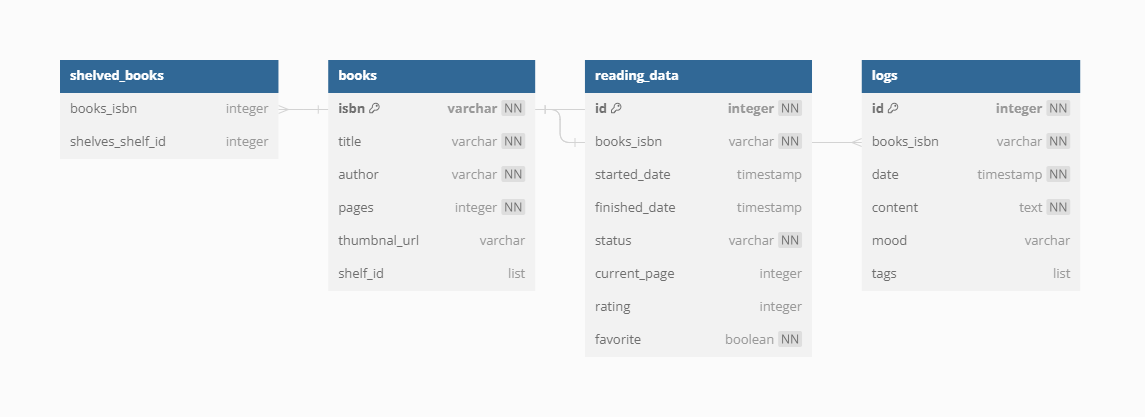 shelved_books
books_isbn integer
shelves_shelf_id integer
books
isbn varchar NN
title varchar NN
author varchar NN
pages integer NN
thumbnal_url varchar
shelf_id list
reading_data
id integer NN
books_isbn varchar NN
started_date timestamp
finished_date timestamp
status varchar NN
current_page integer
rating integer
favorite boolean NN
logs
id integer NN
books_isbn varchar NN
date timestamp NN
content text NN
mood varchar
tags list